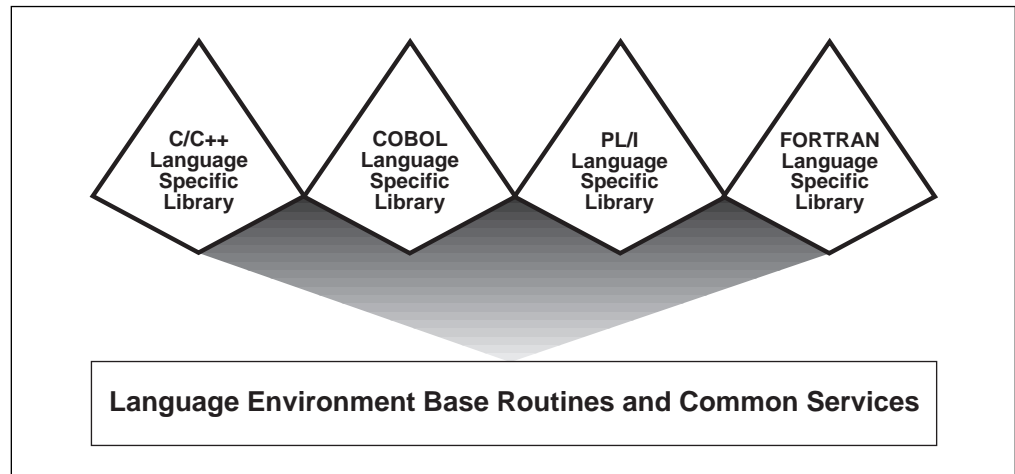 C/C++
Language
Specific
Library
COBOL
Language
Specific
Library
PL/I
Language
Specific
Library
FORTRAN
Language
Specific
Library
Language Environment Base Routines and Common Services